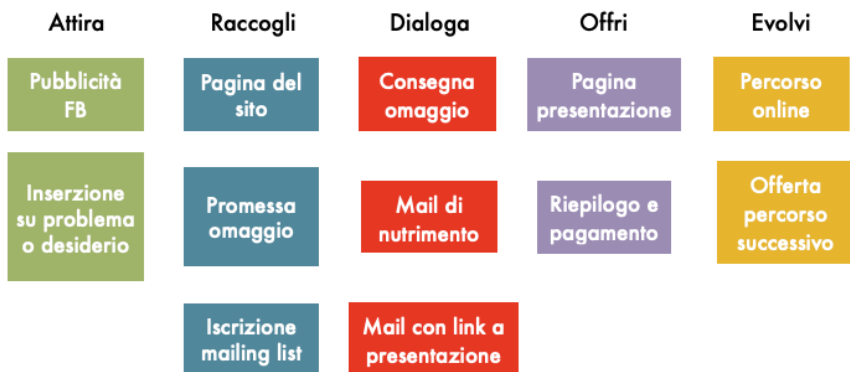 Attira
Raccogli
Dialoga
Offri
Evolvi
Pubblicità
FB
Pagina del
sito
Consegna
omaggio
Pagina
presentazione
Percorso
online
Inserzione
su problema
o desiderio
Promessa
omaggio
Mail di
nutrimento
Riepilogo e
pagamento
Offerta
percorso
successivo
Iscrizione
mailing list
Mail con link a
presentazione